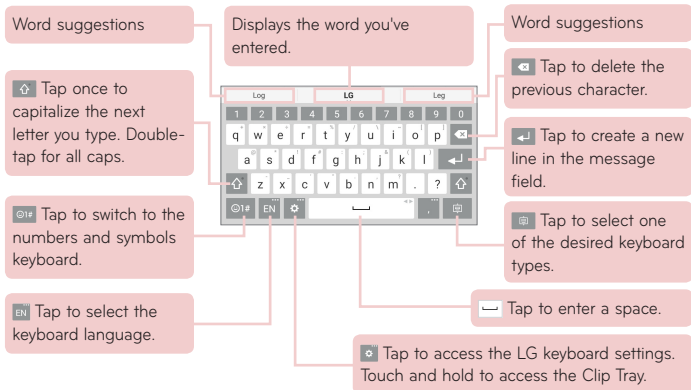 Word suggestions
Displays the word you've
entered.
Word suggestions
Tap once to
capitalize the next
letter you type. Double-
tap for all caps.
Tap to delete the
previous character.
Tap to create a new
line in the message
field.
Tap to switch to the
numbers and symbols
keyboard.
Tap to select one
of the desired keyboard
types.
EN Tap to select the
keyboard language.
Tap to enter a space.
Tap to access the LG keyboard settings.
Touch and hold to access the Clip Tray.
Log LG Leg
1 2 3 4 5 6 7 8 9 0
q w e r t y u i o p
a s d f g h j k l
z x c v b n m . ?
1# EN ,